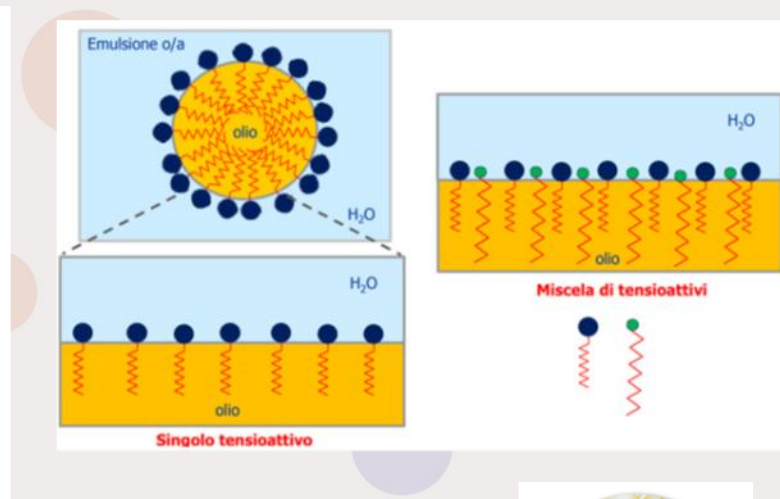 Emulsione o/a
olio
H₂O
H₂O
olio
Singolo tensioattivo
H₂O
olio
Miscela di tensioattivi